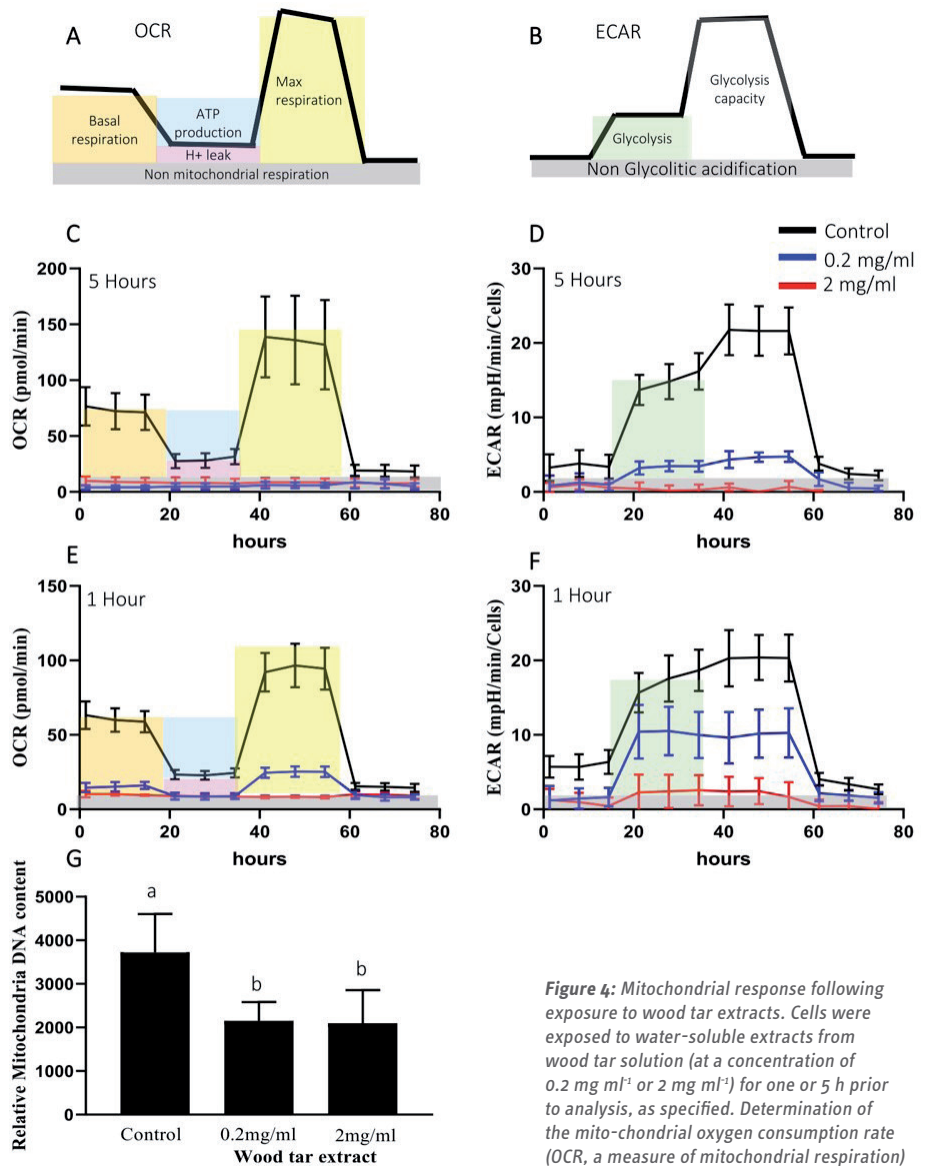 A
OCR
Basal
respiration
ATP
production
H+ leak
Max
respiration
Non mitochondrial respiration
B
ECAR
Glycolysis
Glycolysis
capacity
Non Glycolitic acidification
C
5 Hours
OCR (pmol/min)
200
150
100
50
0
0 20 40 60 80
hours
D
Control
0.2 mg/ml
2 mg/ml
5 Hours
ECAR (mpH/min/Cells)
30
20
10
0
0 20 40 60 80
hours
E
1 Hour
OCR (pmol/min)
150
100
50
0
0 20 40 60 80
hours
F
1 Hour
ECAR (mpH/min/Cells)
30
20
10
0
0 20 40 60 80
hours
G
Relative Mitochondria DNA content
5000
4000
3000
2000
1000
0
a
b
b
Control 0.2mg/ml 2mg/ml
Wood tar extract
Figure 4: Mitochondrial response following
exposure to wood tar extracts. Cells were
exposed to water-soluble extracts from
wood tar solution (at a concentration of
0.2 mg ml⁻¹ or 2 mg ml⁻¹) for one or 5 h prior
to analysis, as specified. Determination of
the mito-chondrial oxygen consumption rate
(OCR, a measure of mitochondrial respiration)